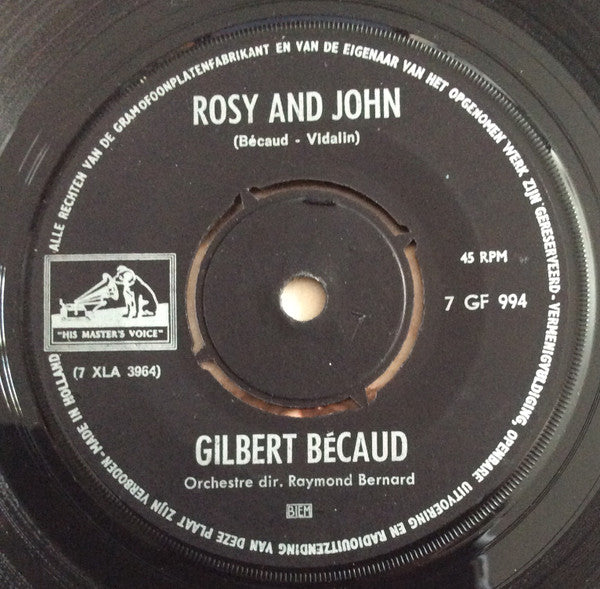 ALLE RECHTEN VAN DE GRAMOFOONPLATENFABRIKANT EN VAN DE EIGENAAR VAN HET OPGENOMEN WERK ZIJN GERESERVEERD - VERMENIGVULDIGING, OPENBARE UITVOERING EN RADIOUITZENDING VAN DEZE PLAAT ZIJN VERBODEN - MADE IN HOLLAND
ROSY AND JOHN
(Bécaud - Vidalin)
45 RPM
7 GF 994
"HIS MASTER'S VOICE"
(7 XLA 3964)
GILBERT BÉCAUD
Orchestre dir. Raymond Bernard
BIEM